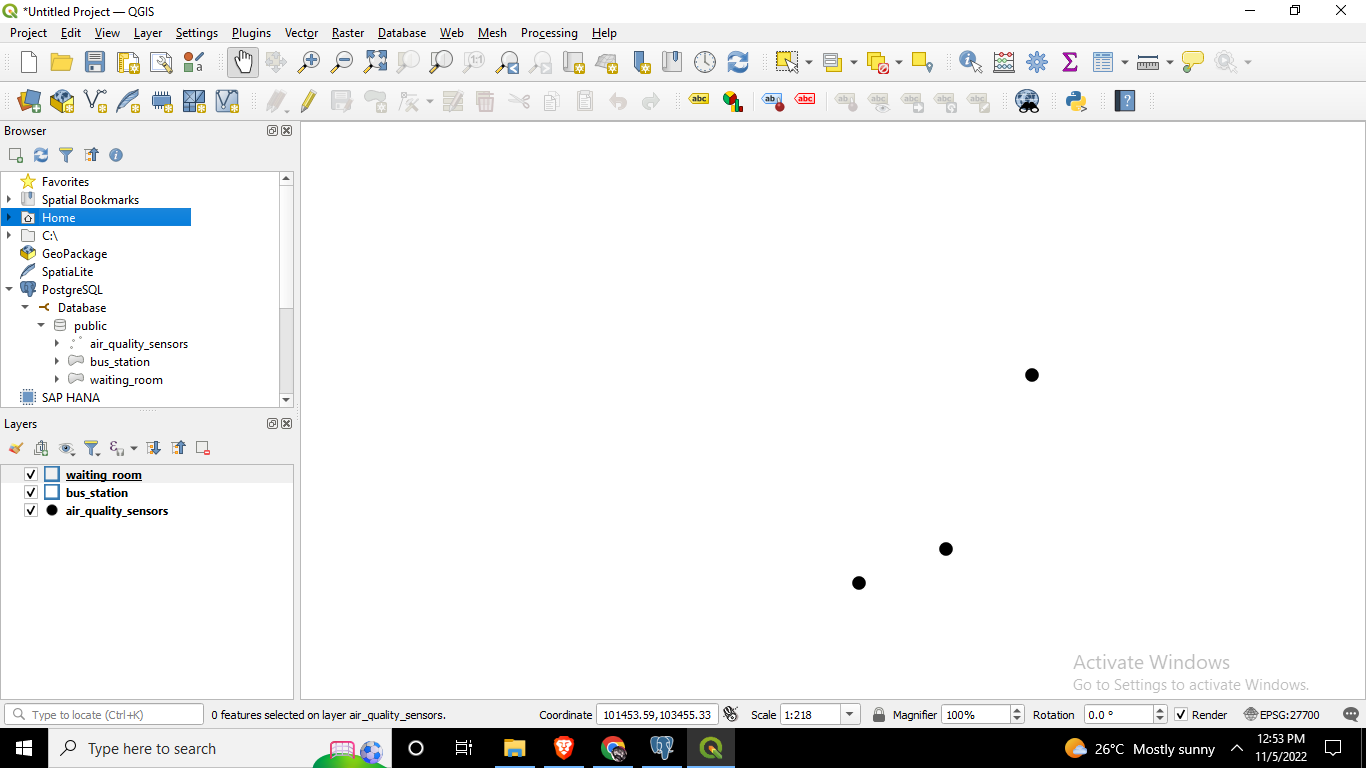 *Untitled Project — QGIS
Project Edit View Layer Settings Plugins Vector Raster Database Web Mesh Processing Help
abc abc abc
Browser
Favorites
Spatial Bookmarks
Home
C:\
GeoPackage
SpatiaLite
PostgreSQL
Database
public
air_quality_sensors
bus_station
waiting_room
SAP HANA
Layers
waiting_room
bus_station
air_quality_sensors
Activate Windows
Go to Settings to activate Windows.
Type to locate (Ctrl+K) 0 features selected on layer air_quality_sensors. Coordinate 101453.59,103455.33 Scale 1:218 Magnifier 100% Rotation 0.0 ° Render EPSG:27700
Type here to search 26°C Mostly sunny 12:53 PM
11/5/2022